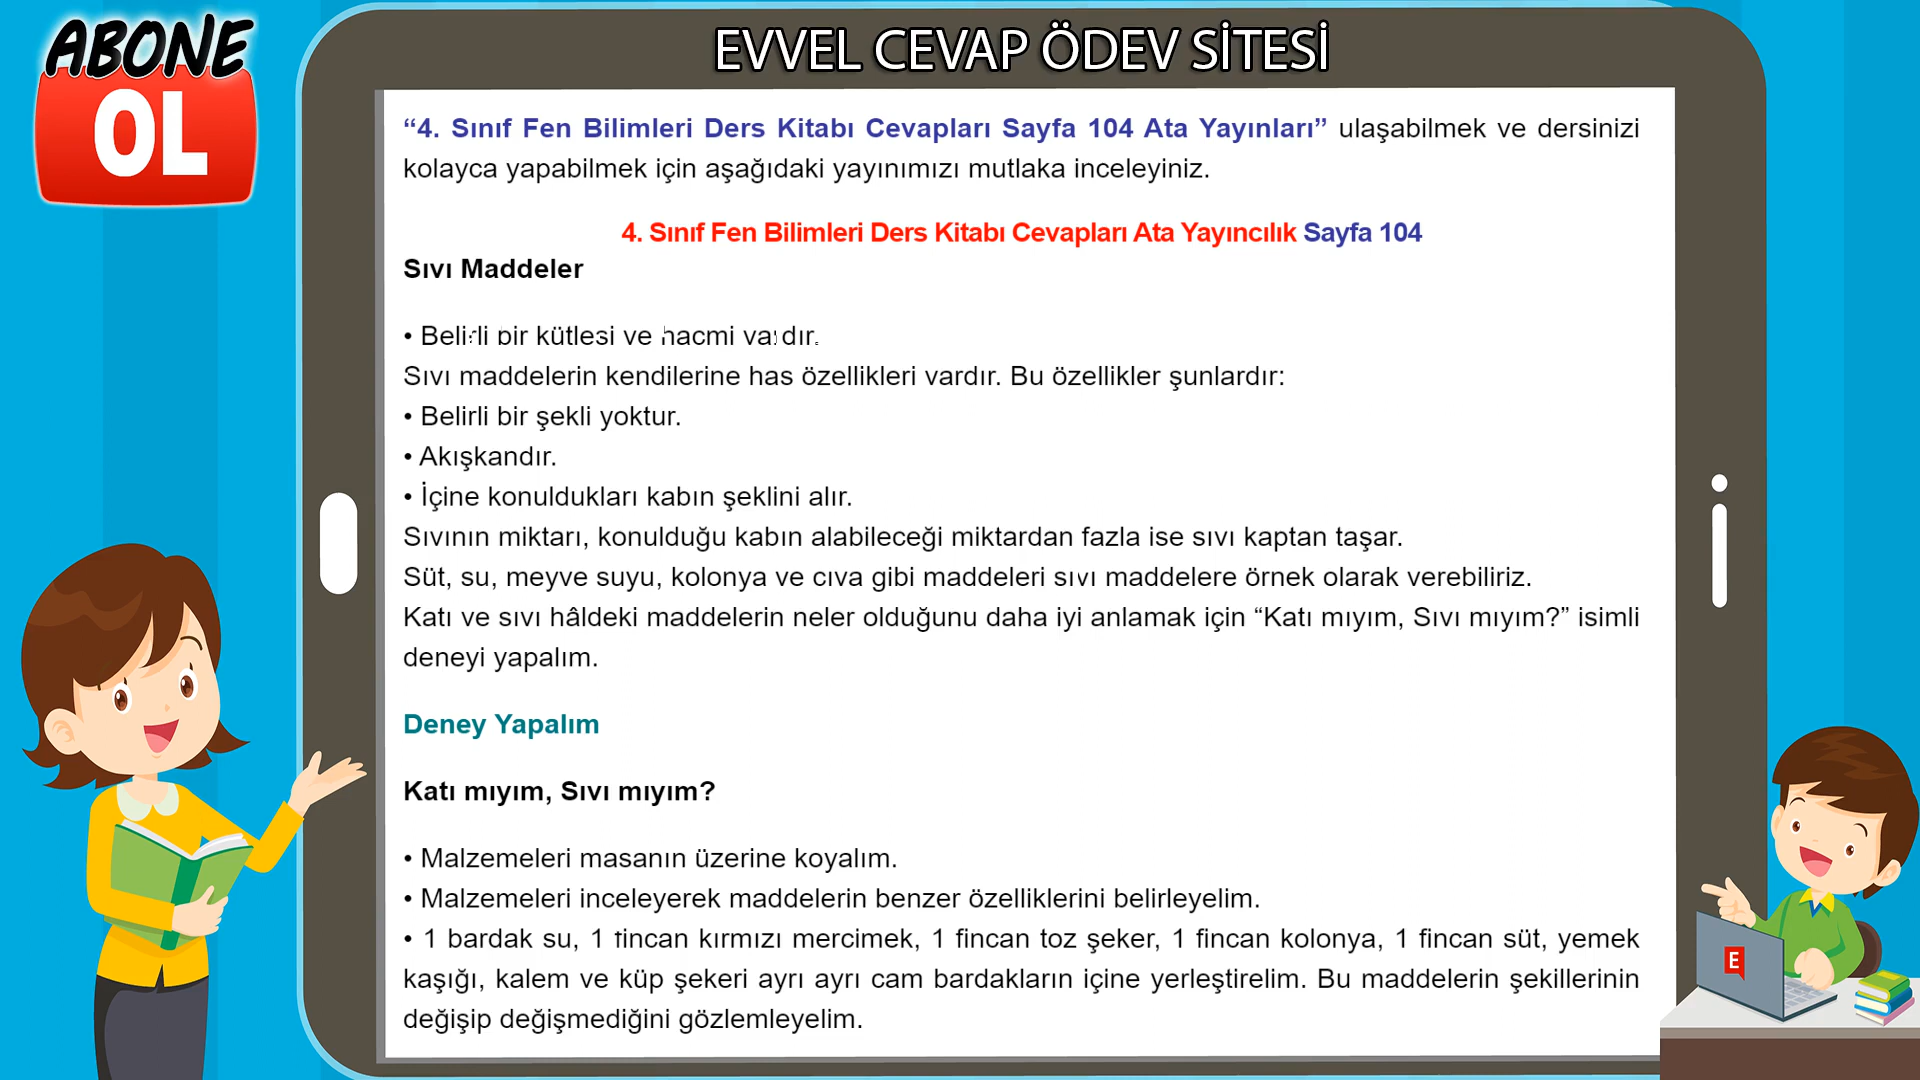 ABONE
OL
EVVEL CEVAP ÖDEV SİTESİ
“4. Sınıf Fen Bilimleri Ders Kitabı Cevapları Sayfa 104 Ata Yayınları” ulaşabilmek ve dersinizi
kolayca yapabilmek için aşağıdaki yayınımızı mutlaka inceleyiniz.
4. Sınıf Fen Bilimleri Ders Kitabı Cevapları Ata Yayıncılık Sayfa 104
Sıvı Maddeler
• Belirli bir kütlesi ve hacmi vardır.
Sıvı maddelerin kendilerine has özellikleri vardır. Bu özellikler şunlardır:
• Belirli bir şekli yoktur.
• Akışkandır.
• İçine konuldukları kabın şeklini alır.
Sıvının miktarı, konulduğu kabın alabileceği miktardan fazla ise sıvı kaptan taşar.
Süt, su, meyve suyu, kolonya ve cıva gibi maddeleri sıvı maddelere örnek olarak verebiliriz.
Katı ve sıvı hâldeki maddelerin neler olduğunu daha iyi anlamak için “Katı mıyım, Sıvı mıyım?” isimli
deneyi yapalım.
Deney Yapalım
Katı mıyım, Sıvı mıyım?
• Malzemeleri masanın üzerine koyalım.
• Malzemeleri inceleyerek maddelerin benzer özelliklerini belirleyelim.
• 1 bardak su, 1 fincan kırmızı mercimek, 1 fincan toz şeker, 1 fincan kolonya, 1 fincan süt, yemek
kaşığı, kalem ve küp şekeri ayrı ayrı cam bardakların içine yerleştirelim. Bu maddelerin şekillerinin
değişip değişmediğini gözlemleyelim.
E